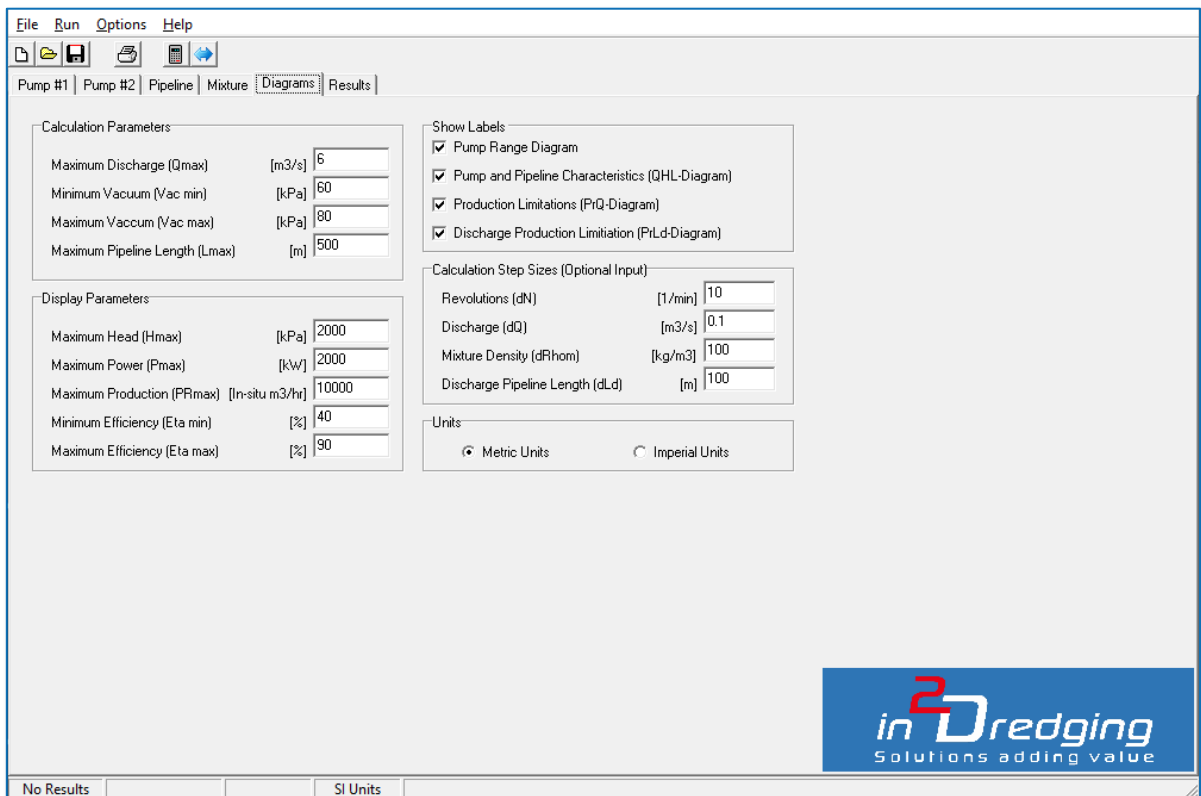 File Run Options Help
Pump #1 Pump #2 Pipeline Mixture Diagrams Results
Calculation Parameters
Maximum Discharge (Qmax) [m3/s] 6
Minimum Vacuum (Vac min) [kPa] 60
Maximum Vaccum (Vac max) [kPa] 80
Maximum Pipeline Length (Lmax) [m] 500
Display Parameters
Maximum Head (Hmax) [kPa] 2000
Maximum Power (Pmax) [kW] 2000
Maximum Production (PRmax) [In-situ m3/hr] 10000
Minimum Efficiency (Eta min) [%] 40
Maximum Efficiency (Eta max) [%] 90
Show Labels
Pump Range Diagram
Pump and Pipeline Characteristics (QHL-Diagram)
Production Limitations (PrQ-Diagram)
Discharge Production Limitiation (PrLd-Diagram)
Calculation Step Sizes (Optional Input)
Revolutions (dN) [1/min] 10
Discharge (dQ) [m3/s] 0.1
Mixture Density (dRhom) [kg/m3] 100
Discharge Pipeline Length (dLd) [m] 100
Units
Metric Units Imperial Units
in2Dredging
Solutions adding value
No Results SI Units